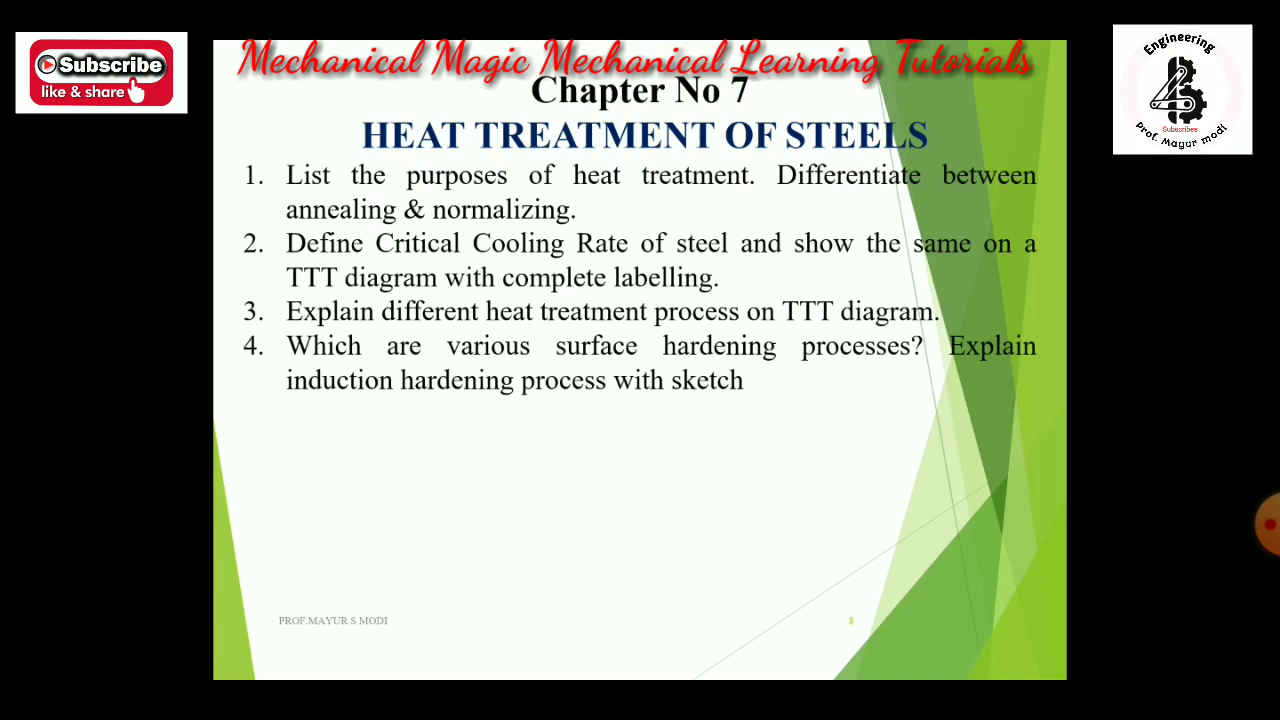 Subscribe
like & share
Mechanical Magic Mechanical Learning Tutorials
Engineering
Subscribes
Prof. Mayur modi
Chapter No 7
HEAT TREATMENT OF STEELS
1. List the purposes of heat treatment. Differentiate between
annealing & normalizing.
2. Define Critical Cooling Rate of steel and show the same on a
TTT diagram with complete labelling.
3. Explain different heat treatment process on TTT diagram.
4. Which are various surface hardening processes? Explain
induction hardening process with sketch
PROF.MAYUR S MODI
8